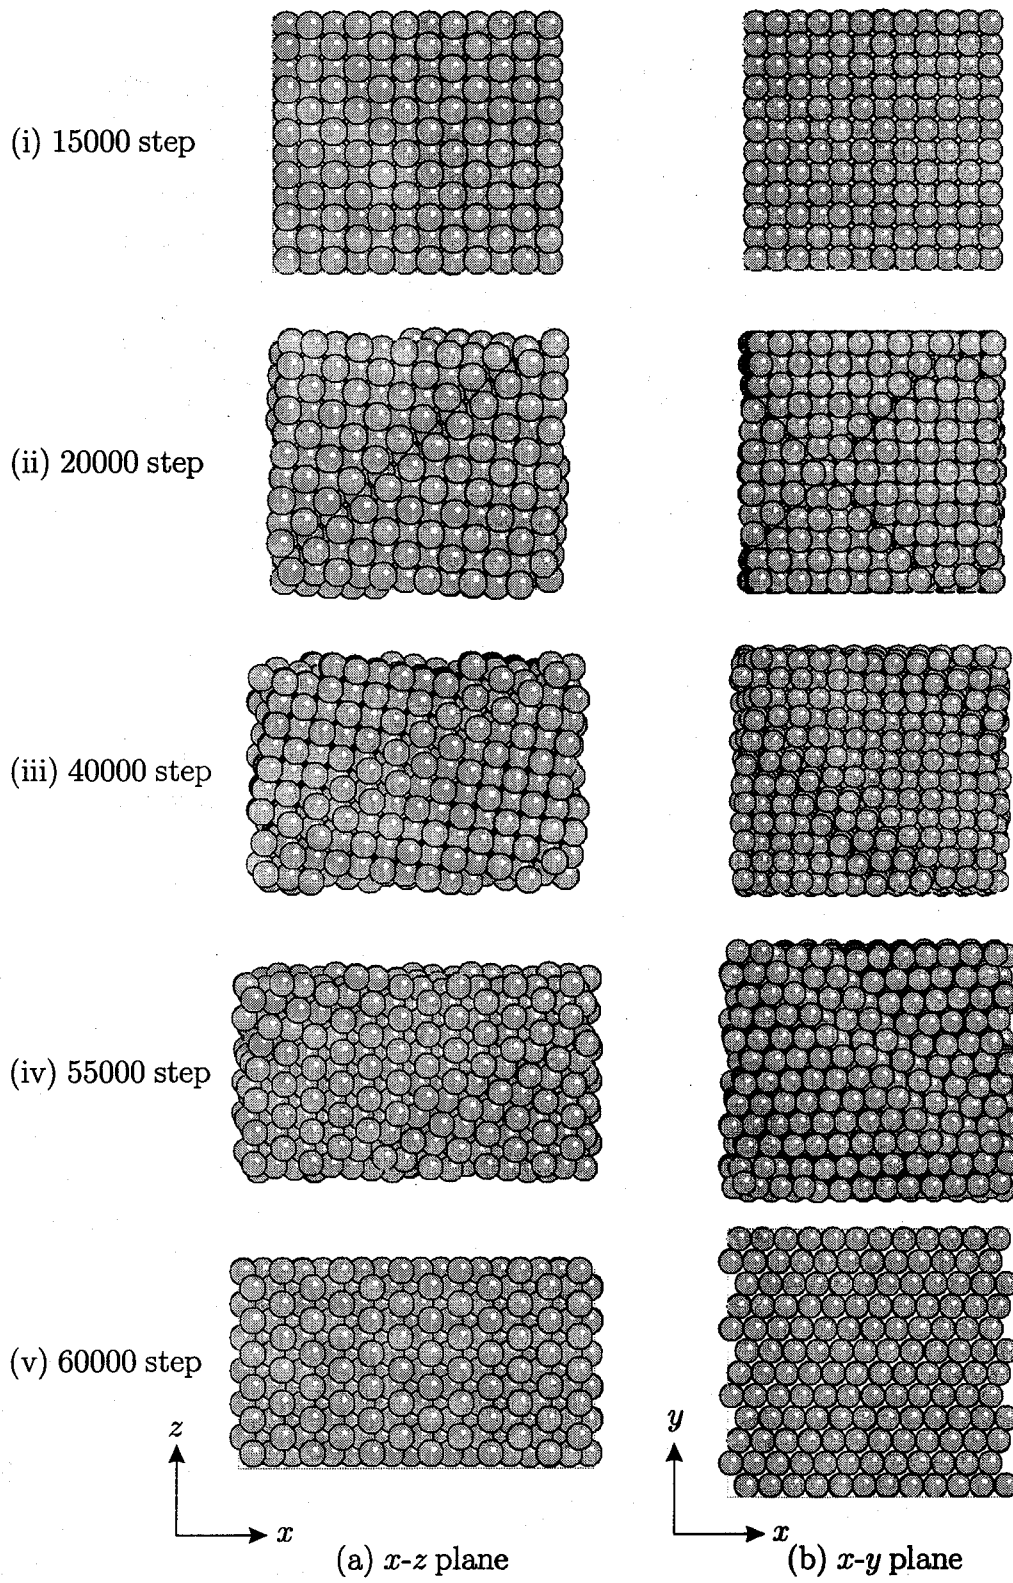 (i) 15000 step
(ii) 20000 step
(iii) 40000 step
(iv) 55000 step
(v) 60000 step
z
x
y
x
(a) x-z plane
(b) x-y plane